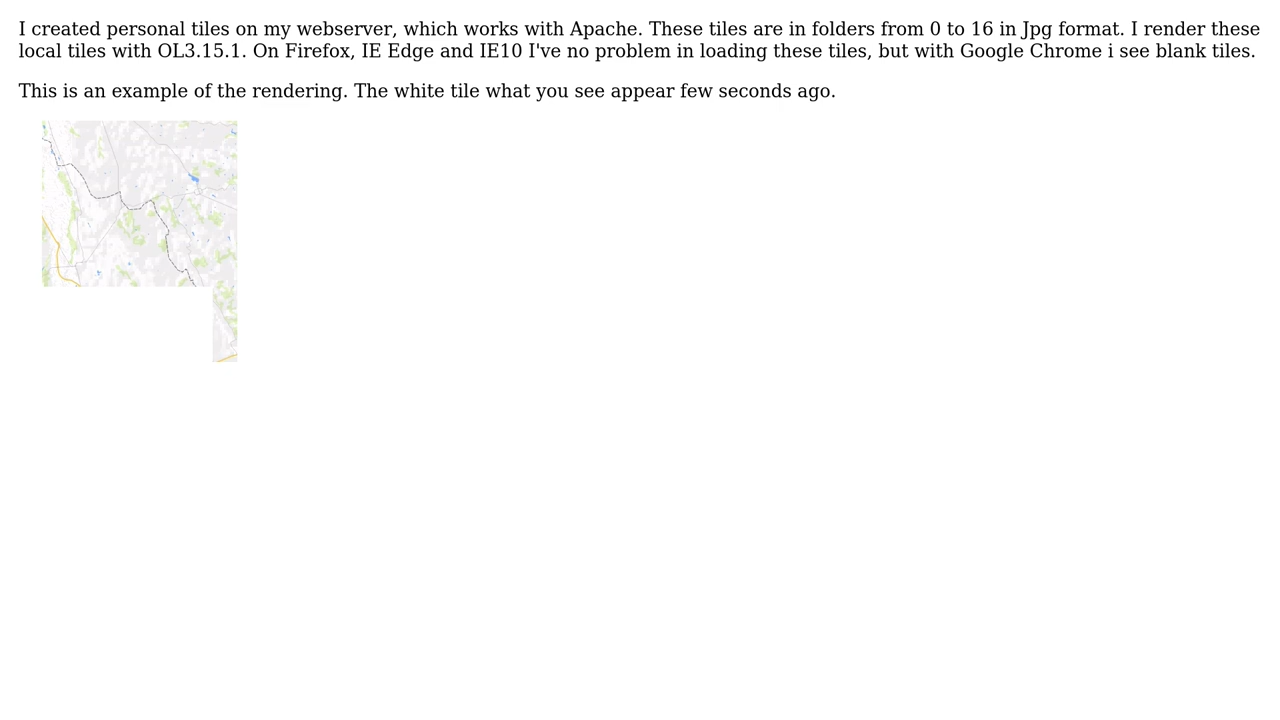 I created personal tiles on my webserver, which works with Apache. These tiles are in folders from 0 to 16 in Jpg format. I render these
local tiles with OL3.15.1. On Firefox, IE Edge and IE10 I've no problem in loading these tiles, but with Google Chrome i see blank tiles.
This is an example of the rendering. The white tile what you see appear few seconds ago.